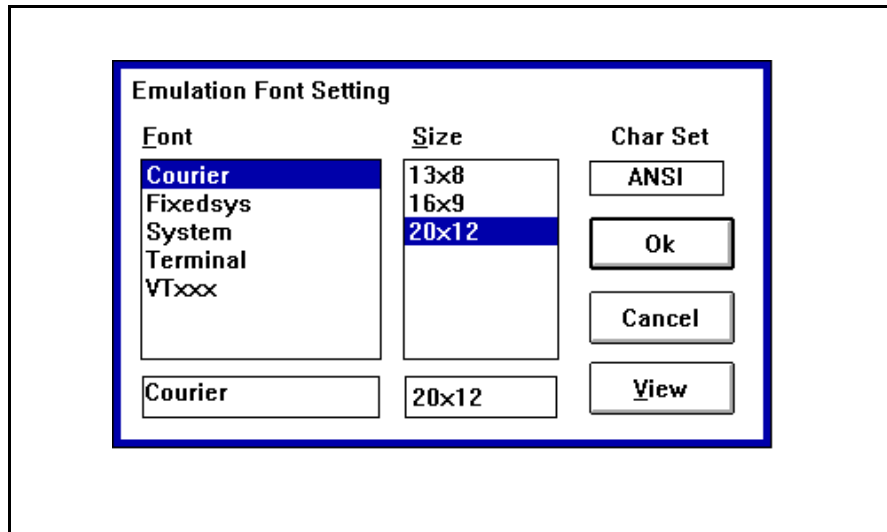 Emulation Font Setting
Font
Size
Char Set
Courier
Fixedsys
System
Terminal
VTxxx
13x8
16x9
20x12
ANSI
Ok
Cancel
View
Courier
20x12